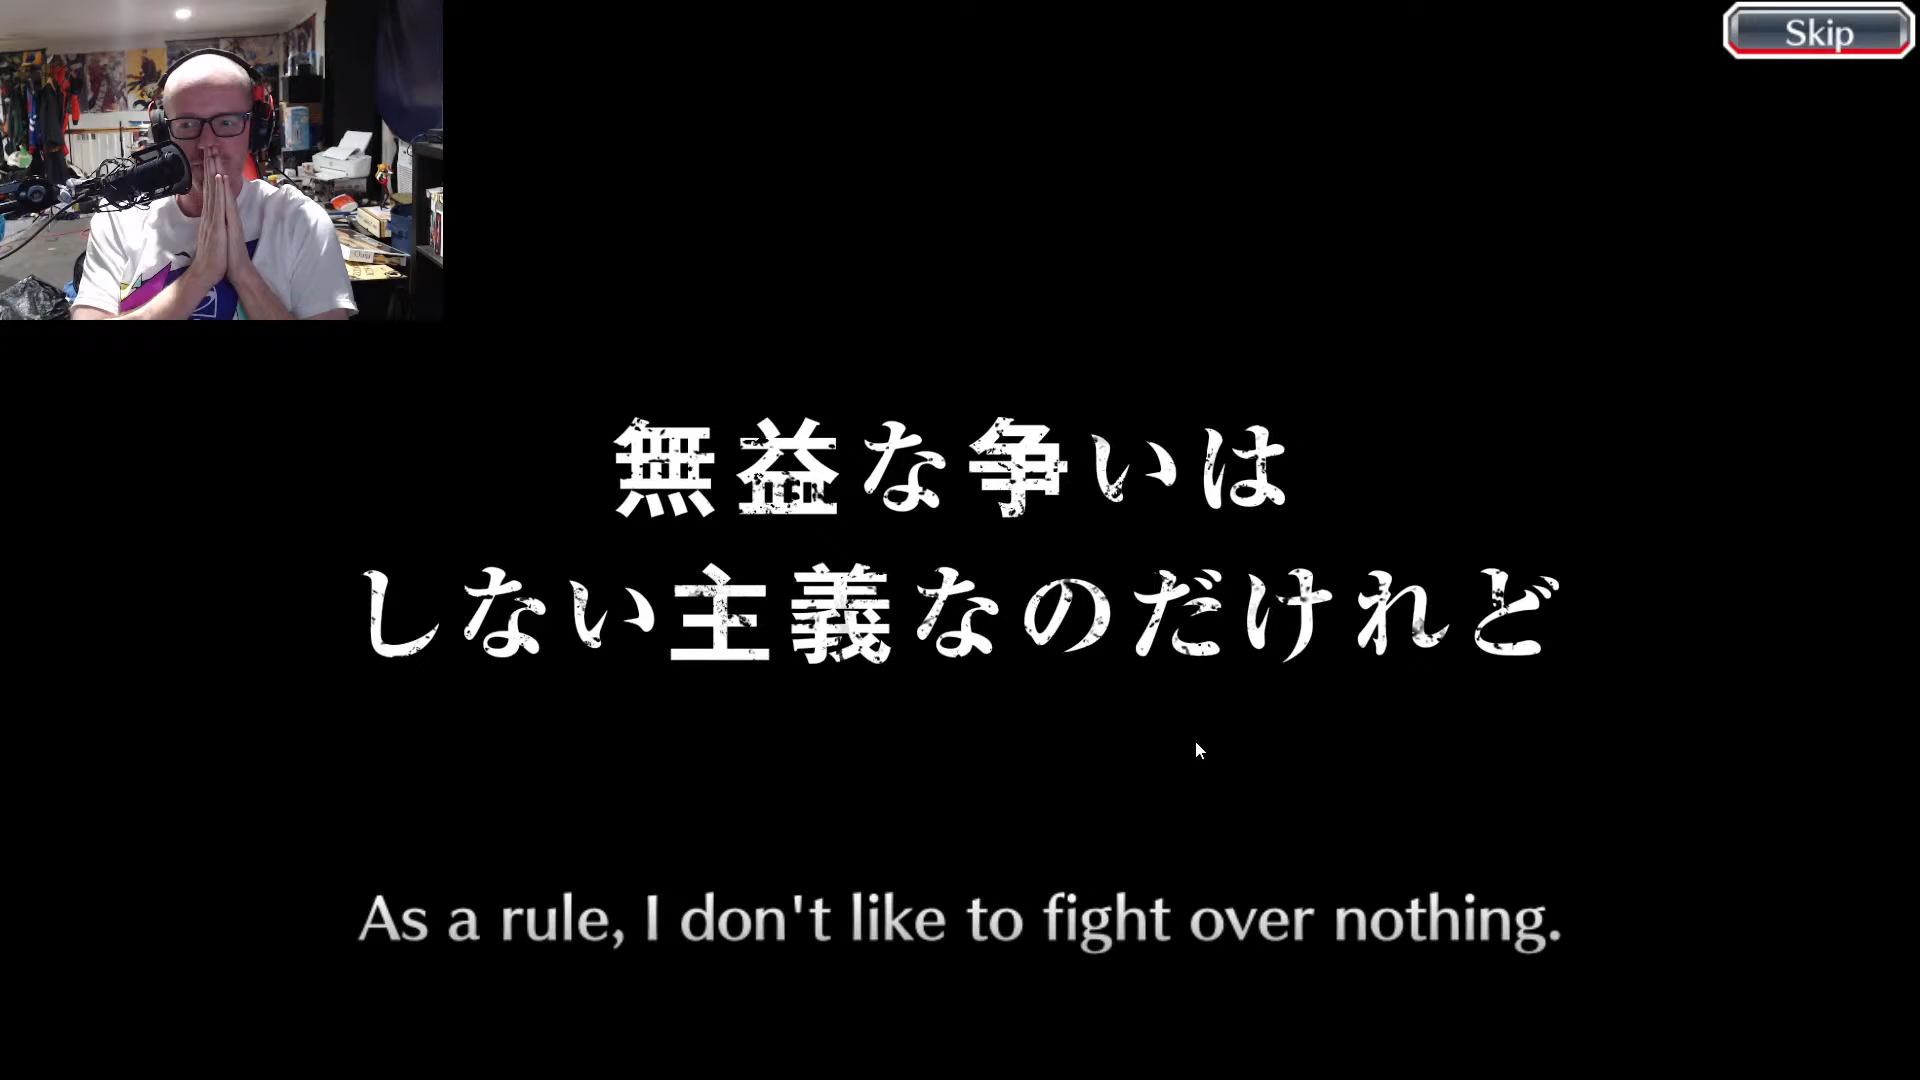 Skip
無益な争いは
しない主義なのだけれど
As a rule, I don't like to fight over nothing.